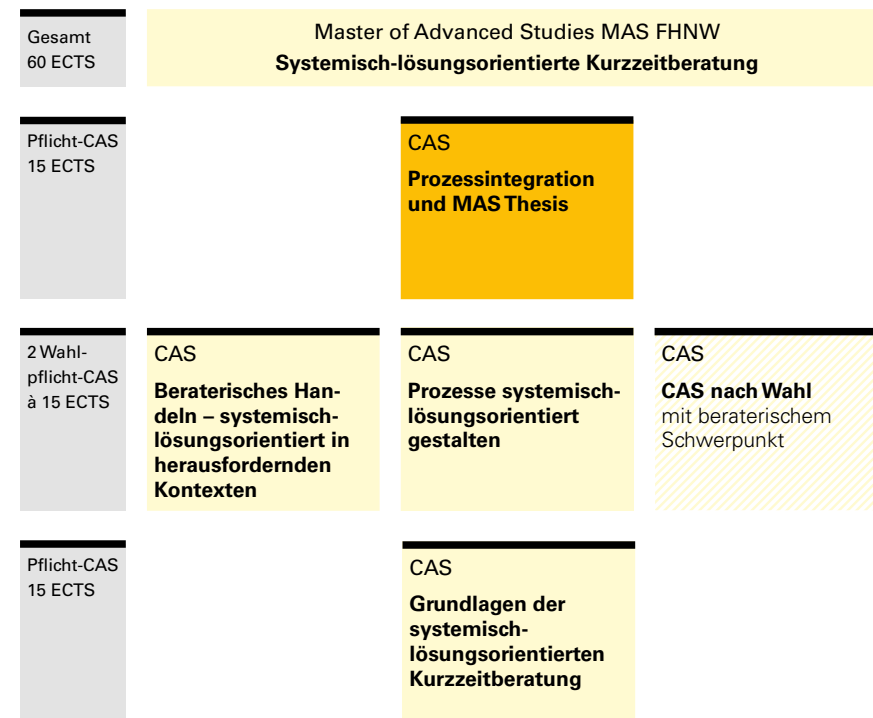 Gesamt
60 ECTS
Master of Advanced Studies MAS FHNW
Systemisch-lösungsorientierte Kurzzeitberatung
Pflicht-CAS
15 ECTS
CAS
Prozessintegration
und MAS Thesis
2 Wahl-
pflicht-CAS
à 15 ECTS
CAS
Beraterisches Han-
deln – systemisch-
lösungsorientiert in
herausfordernden
Kontexten
CAS
Prozesse systemisch-
lösungsorientiert
gestalten
CAS
CAS nach Wahl
mit beraterischem
Schwerpunkt
Pflicht-CAS
15 ECTS
CAS
Grundlagen der
systemisch-
lösungsorientierten
Kurzzeitberatung